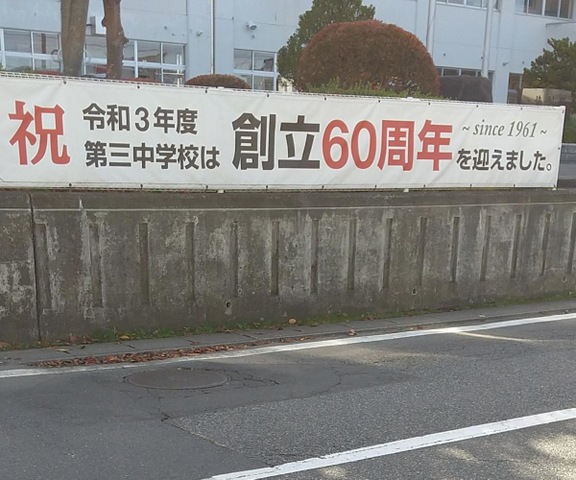 祝
令和3年度
第三中学校は
創立60周年
~ since 1961 ~
を迎えました。